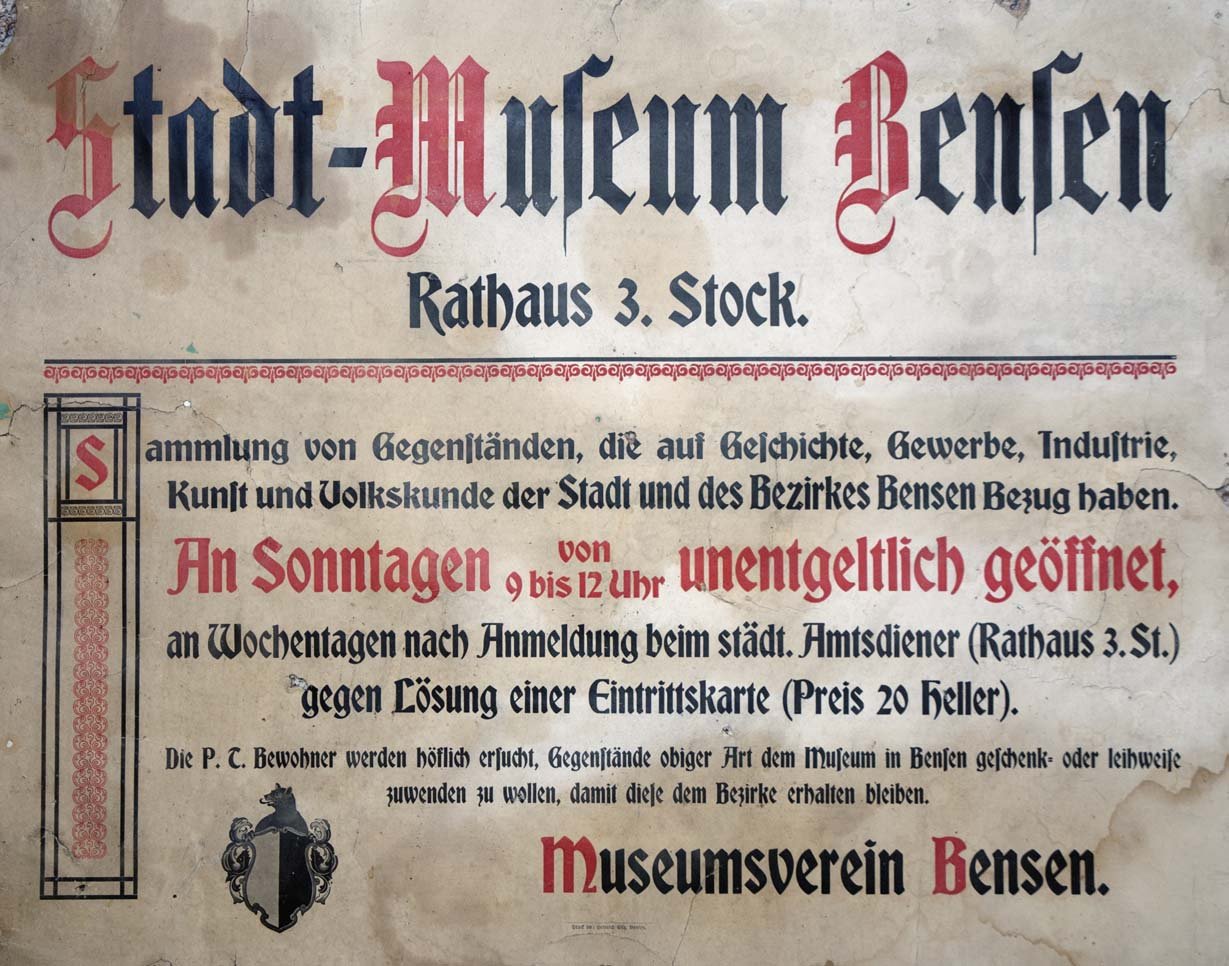 Stadt-Museum Bensen
Rathaus 3. Stock.
Sammlung von Gegenständen, die auf Geschichte, Gewerbe, Industrie,
Kunst und Volkskunde der Stadt und des Bezirkes Bensen Bezug haben.
An Sonntagen von 9 bis 12 Uhr unentgeltlich geöffnet,
an Wochentagen nach Anmeldung beim städt. Amtsdiener (Rathaus 3. St.)
gegen Lösung einer Eintrittskarte (Preis 20 Heller).
Die P. T. Bewohner werden höflich ersucht, Gegenstände obiger Art dem Museum in Bensen geschenk- oder leihweise
zuwenden zu wollen, damit diese dem Bezirke erhalten bleiben.
Museumsverein Bensen.